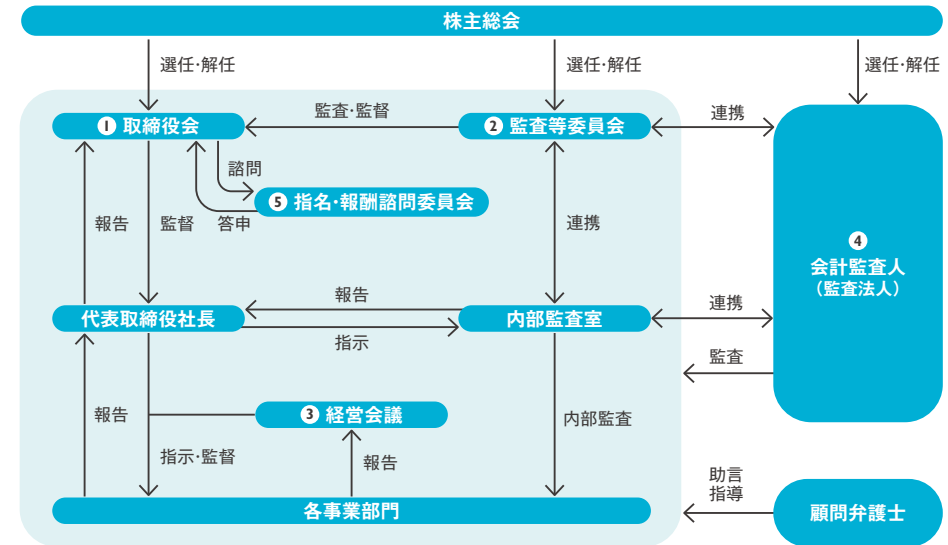 株主総会
選任・解任
選任・解任
選任・解任
監査・監督
連携
1 取締役会
2 監査等委員会
諮問
5 指名・報酬諮問委員会
報告
監督
答申
連携
4
会計監査人
（監査法人）
報告
代表取締役社長
内部監査室
連携
指示
監査
報告
3 経営会議
内部監査
指示・監督
報告
助言
指導
各事業部門
顧問弁護士